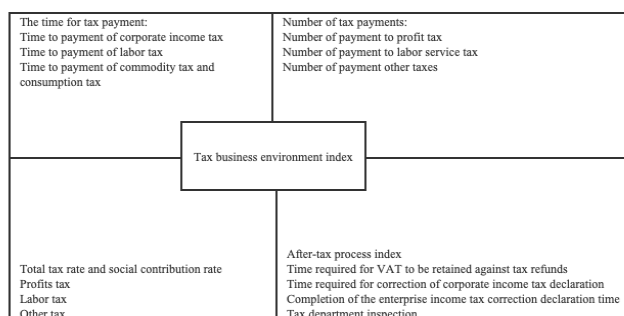 The time for tax payment:
Time to payment of corporate income tax
Time to payment of labor tax
Time to payment of commodity tax and
consumption tax
Number of tax payments:
Number of payment to profit tax
Number of payment to labor service tax
Number of payment other taxes
Tax business environment index
Total tax rate and social contribution rate
Profits tax
Labor tax
Other tax
After-tax process index
Time required for VAT to be retained against tax refunds
Time required for correction of corporate income tax declaration
Completion of the enterprise income tax correction declaration time
Tax department inspection